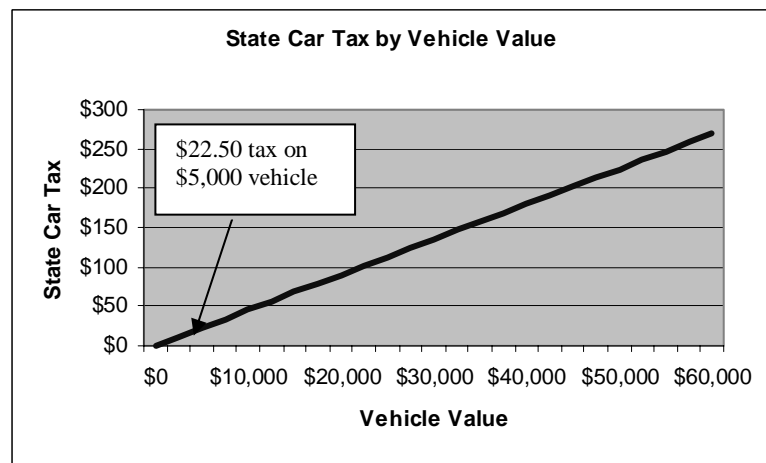 State Car Tax by Vehicle Value
$300
$250
$200
$150
$100
$50
$0
State Car Tax
$22.50 tax on
$5,000 vehicle
$0 $10,000 $20,000 $30,000 $40,000 $50,000 $60,000
Vehicle Value